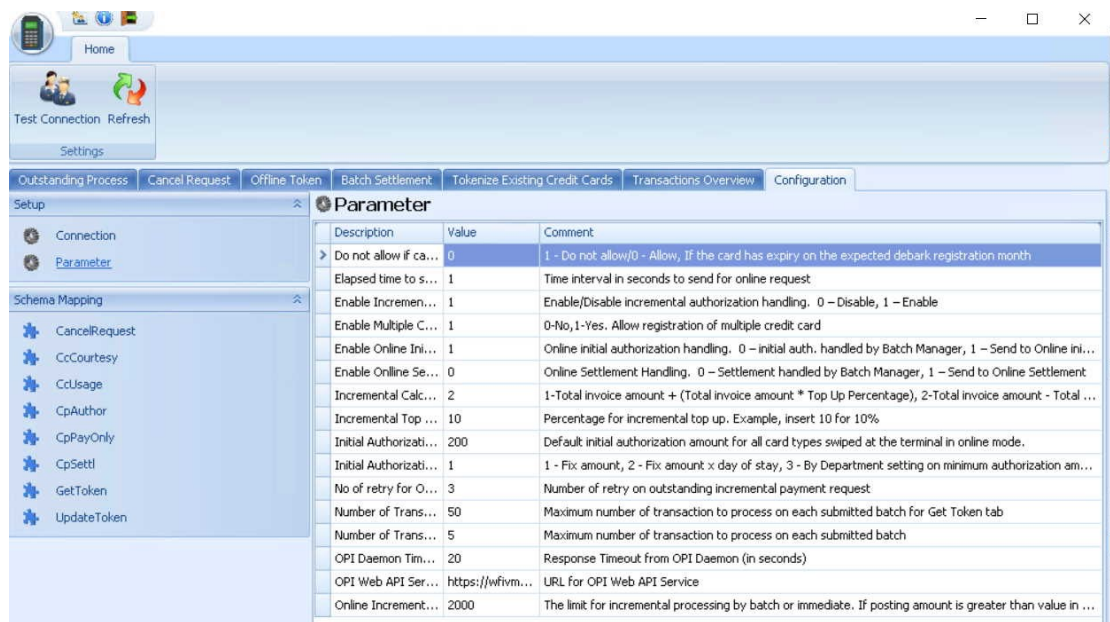 Home
Test Connection Refresh
Settings
Outstanding Process Cancel Request Offline Token Batch Settlement Tokenize Existing Credit Cards Transactions Overview Configuration
Setup
Connection
Parameter
Schema Mapping
CancelRequest
CcCourtesy
CcUsage
CpAuthor
CpPayOnly
CpSettl
GetToken
UpdateToken
Parameter
Description Value Comment
Do not allow if ca... 0 1 - Do not allow/0 - Allow, If the card has expiry on the expected debark registration month
Elapsed time to s... 1 Time interval in seconds to send for online request
Enable Incremen... 1 Enable/Disable incremental authorization handling. 0 – Disable, 1 – Enable
Enable Multiple C... 1 0-No,1-Yes. Allow registration of multiple credit card
Enable Online Ini... 1 Online initial authorization handling. 0 – initial auth. handled by Batch Manager, 1 – Send to Online ini...
Enable Onlline Se... 0 Online Settlement Handling. 0 – Settlement handled by Batch Manager, 1 – Send to Online Settlement
Incremental Calc... 2 1-Total invoice amount + (Total invoice amount * Top Up Percentage), 2-Total invoice amount - Total ...
Incremental Top ... 10 Percentage for incremental top up. Example, insert 10 for 10%
Initial Authorizati... 200 Default initial authorization amount for all card types swiped at the terminal in online mode.
Initial Authorizati... 1 1 - Fix amount, 2 - Fix amount x day of stay, 3 - By Department setting on minimum authorization am...
No of retry for O... 3 Number of retry on outstanding incremental payment request
Number of Trans... 50 Maximum number of transaction to process on each submitted batch for Get Token tab
Number of Trans... 5 Maximum number of transaction to process on each submitted batch
OPI Daemon Tim... 20 Response Timeout from OPI Daemon (in seconds)
OPI Web API Ser... https://wfivm... URL for OPI Web API Service
Online Increment... 2000 The limit for incremental processing by batch or immediate. If posting amount is greater than value in ...